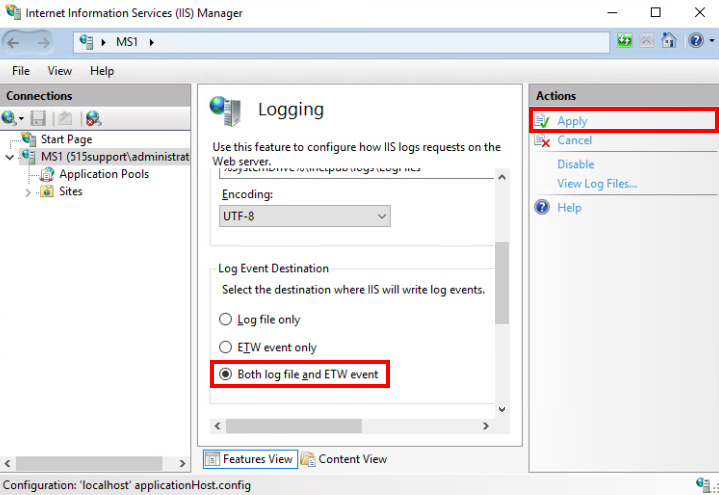 Internet Information Services (IIS) Manager
MS1
File View Help
Connections
Start Page
MS1 (515support\administrat
Application Pools
Sites
Logging
Use this feature to configure how IIS logs requests on the
Web server.
%SystemDrive%\inetpub\logs\LogFiles
Encoding:
UTF-8
Log Event Destination
Select the destination where IIS will write log events.
Log file only
ETW event only
Both log file and ETW event
Features View Content View
Actions
Apply
Cancel
Disable
View Log Files...
Help
Configuration: 'localhost' applicationHost.config